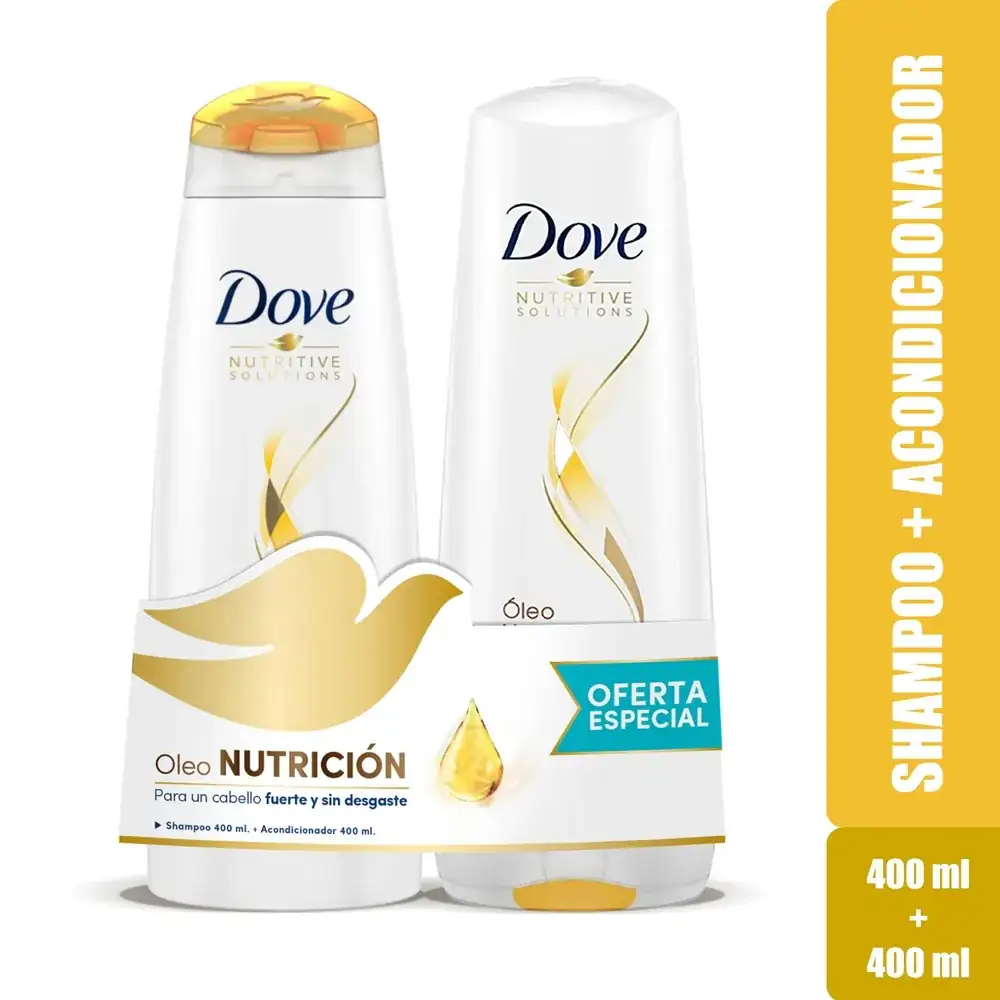 Dove
NUTRITIVE
SOLUTIONS
Dove
NUTRITIVE
SOLUTIONS
Óleo
OFERTA
ESPECIAL
Oleo NUTRICIÓN
Para un cabello fuerte y sin desgaste
Shampoo 400 ml. + Acondicionador 400 ml.
SHAMPOO + ACONDICIONADOR
400 ml
+
400 ml